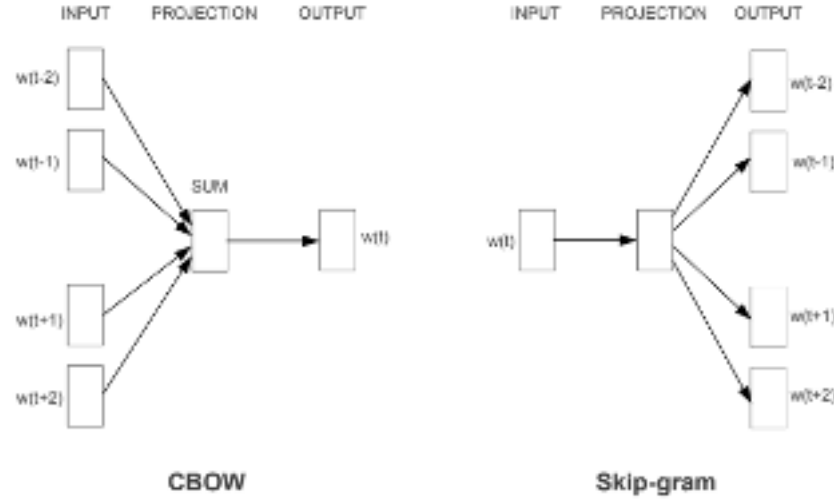 INPUT PROJECTION OUTPUT
w(t-2)
w(t-1)
SUM
w(t)
w(t+1)
w(t+2)
CBOW
INPUT PROJECTION OUTPUT
w(t-2)
w(t-1)
w(t)
w(t+1)
w(t+2)
Skip-gram